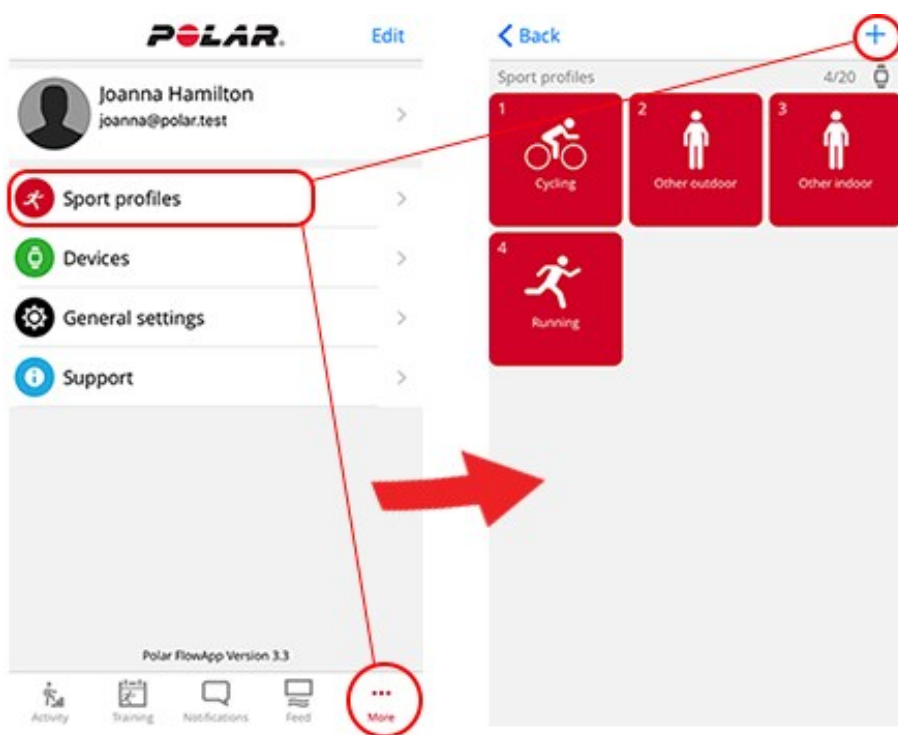 POLAR.
Edit
Joanna Hamilton
joanna@polar.test
Sport profiles
Devices
General settings
Support
Polar FlowApp Version 3.3
Activity
Training
Notifications
Feed
More
Back
+
Sport profiles
4/20
1
Cycling
2
Other outdoor
3
Other indoor
4
Running